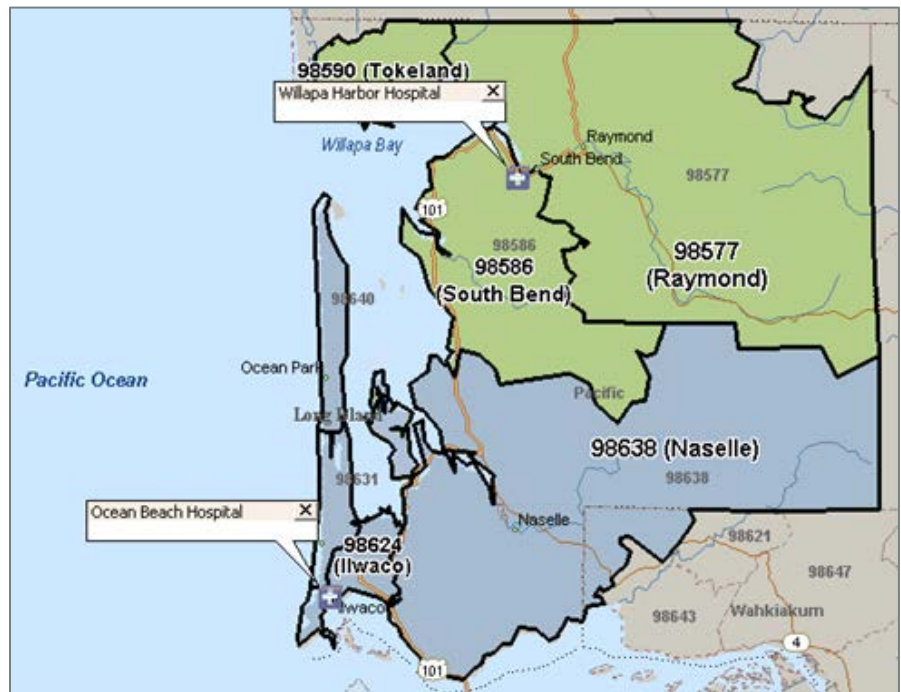 98590 (Tokeland)
Willapa Harbor Hospital
Willapa Bay
Raymond
South Bend
98577
101
98586
98586
(South Bend)
98577
(Raymond)
98640
Pacific Ocean
Ocean Park
Pacific
Long Island
98638 (Naselle)
98631
98638
Ocean Beach Hospital
Naselle
98624
(Ilwaco)
98621
98647
Ilwaco
98643
Wahkiakum
4
101